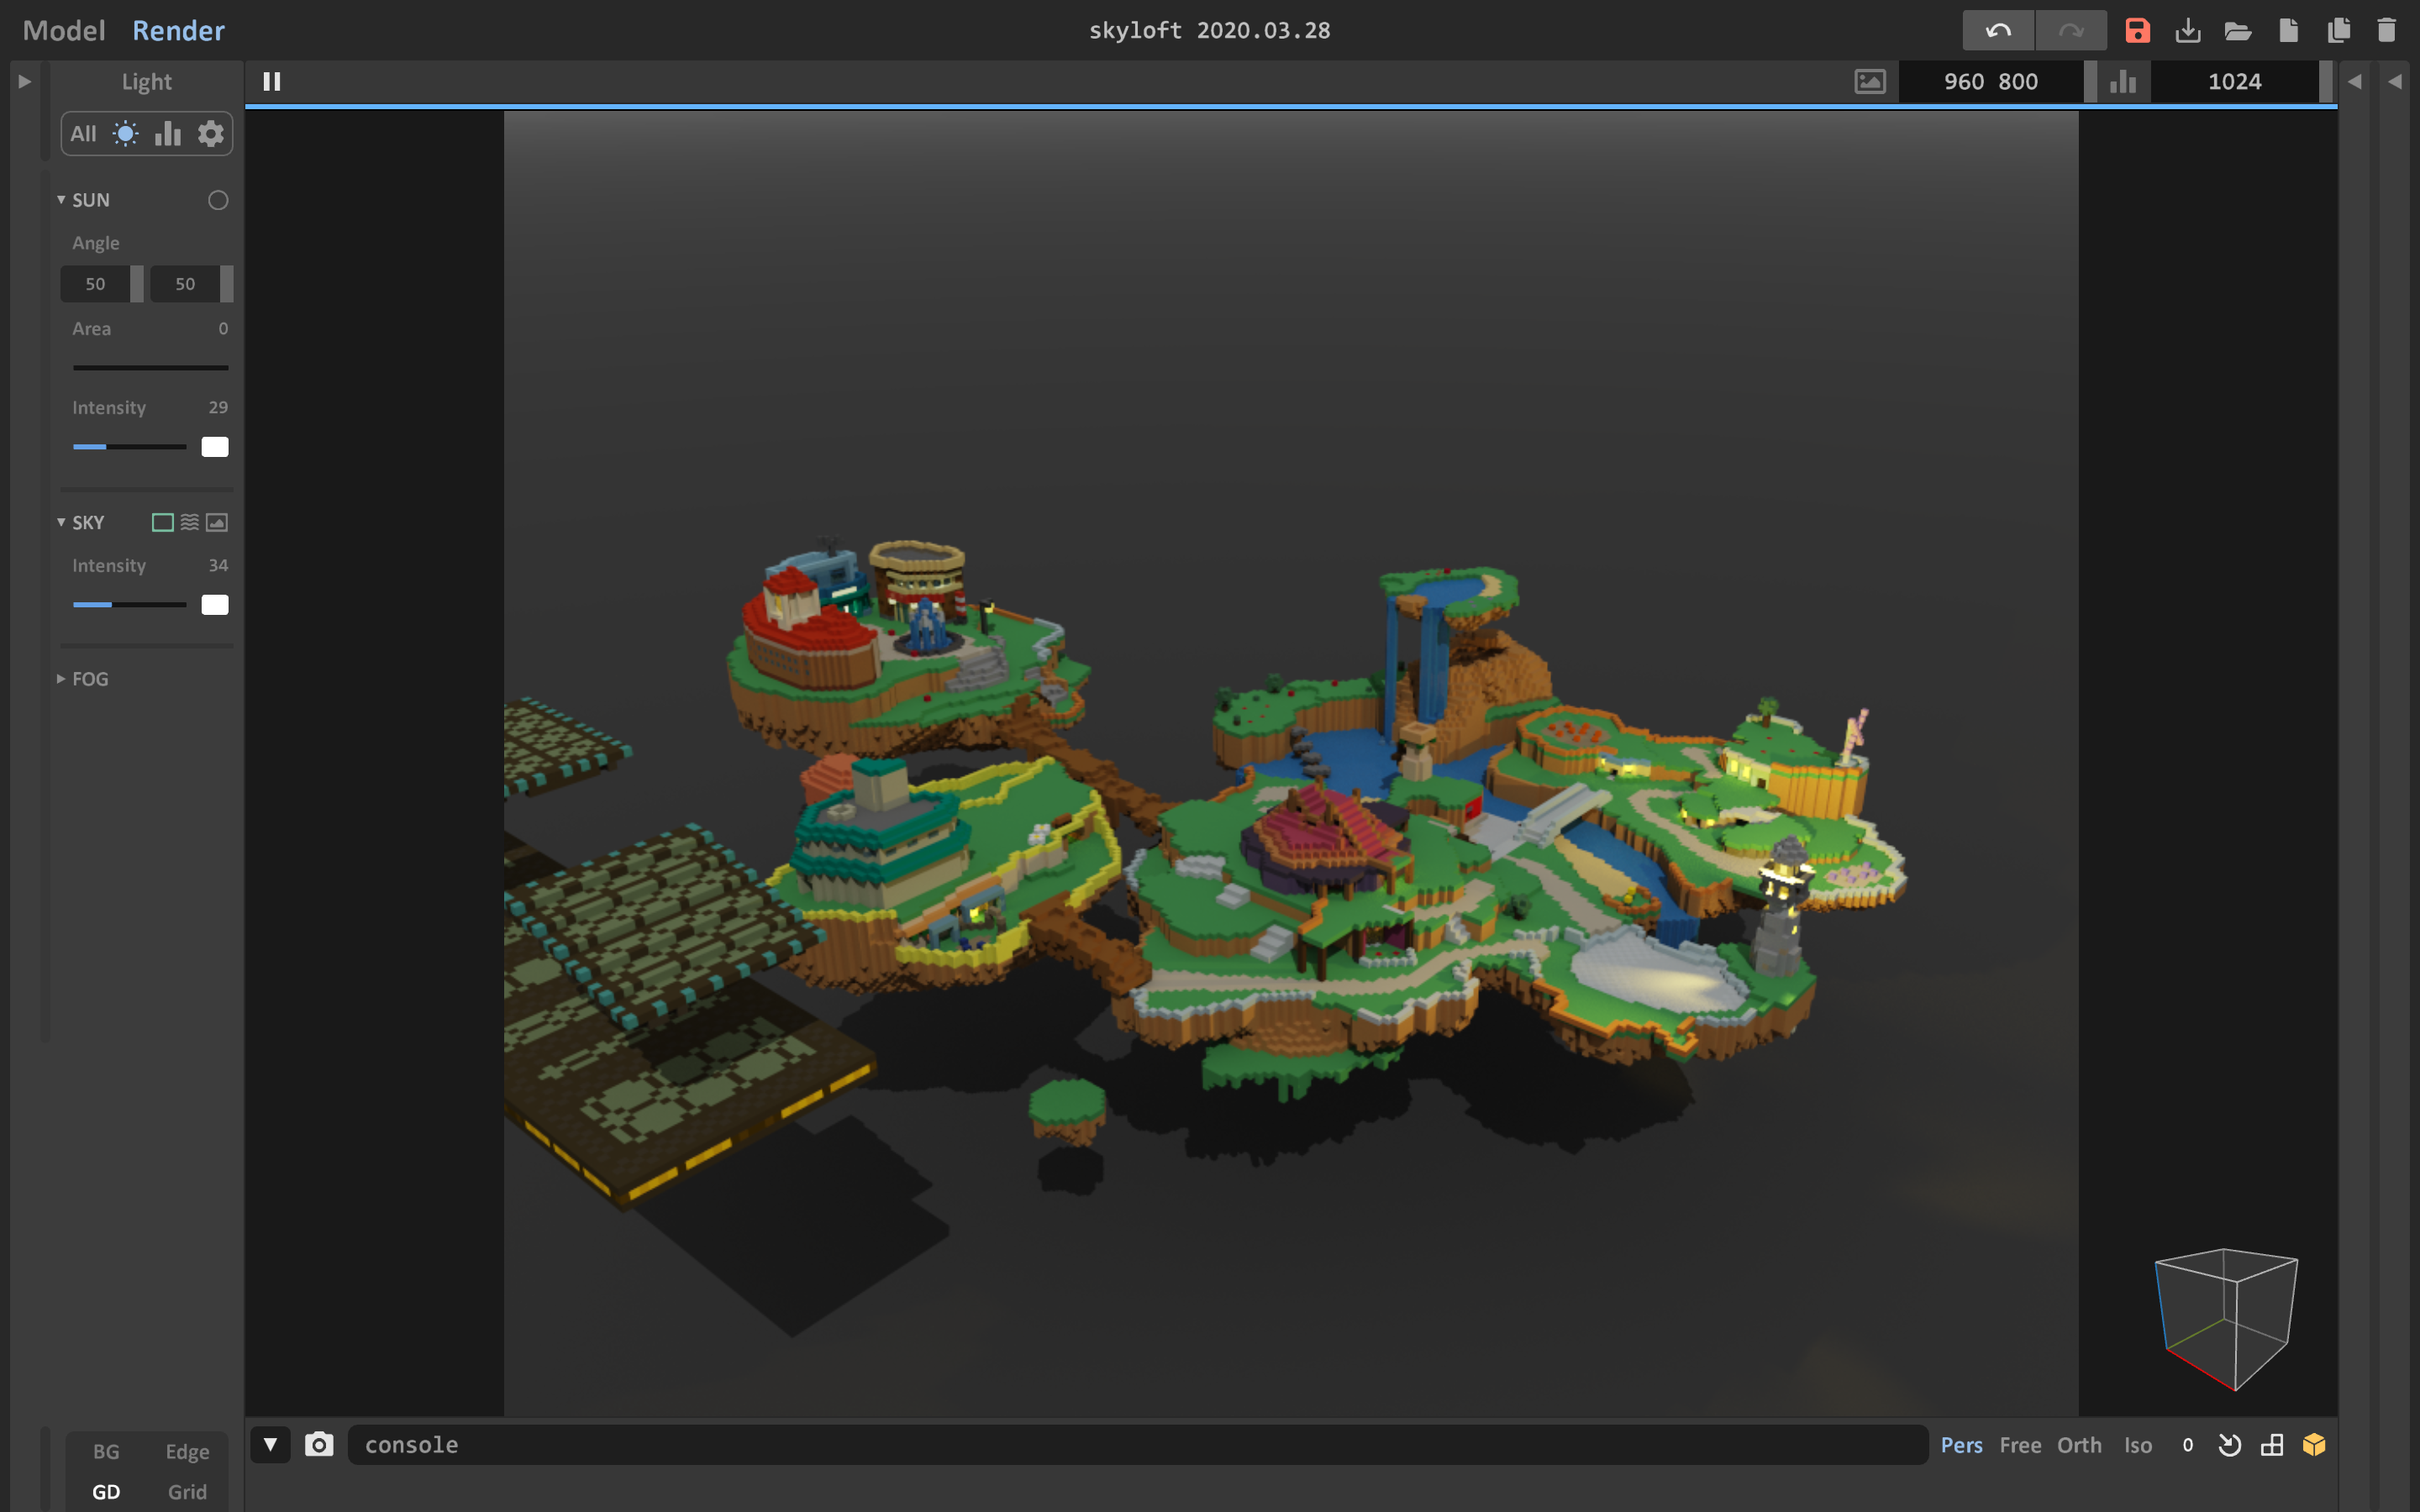 Model Render skyloft 2020.03.28
Light 960 800 1024
All
SUN
Angle
50 50
Area 0
Intensity 29
SKY
Intensity 34
FOG
BG Edge
GD Grid
console Pers Free Orth Iso 0